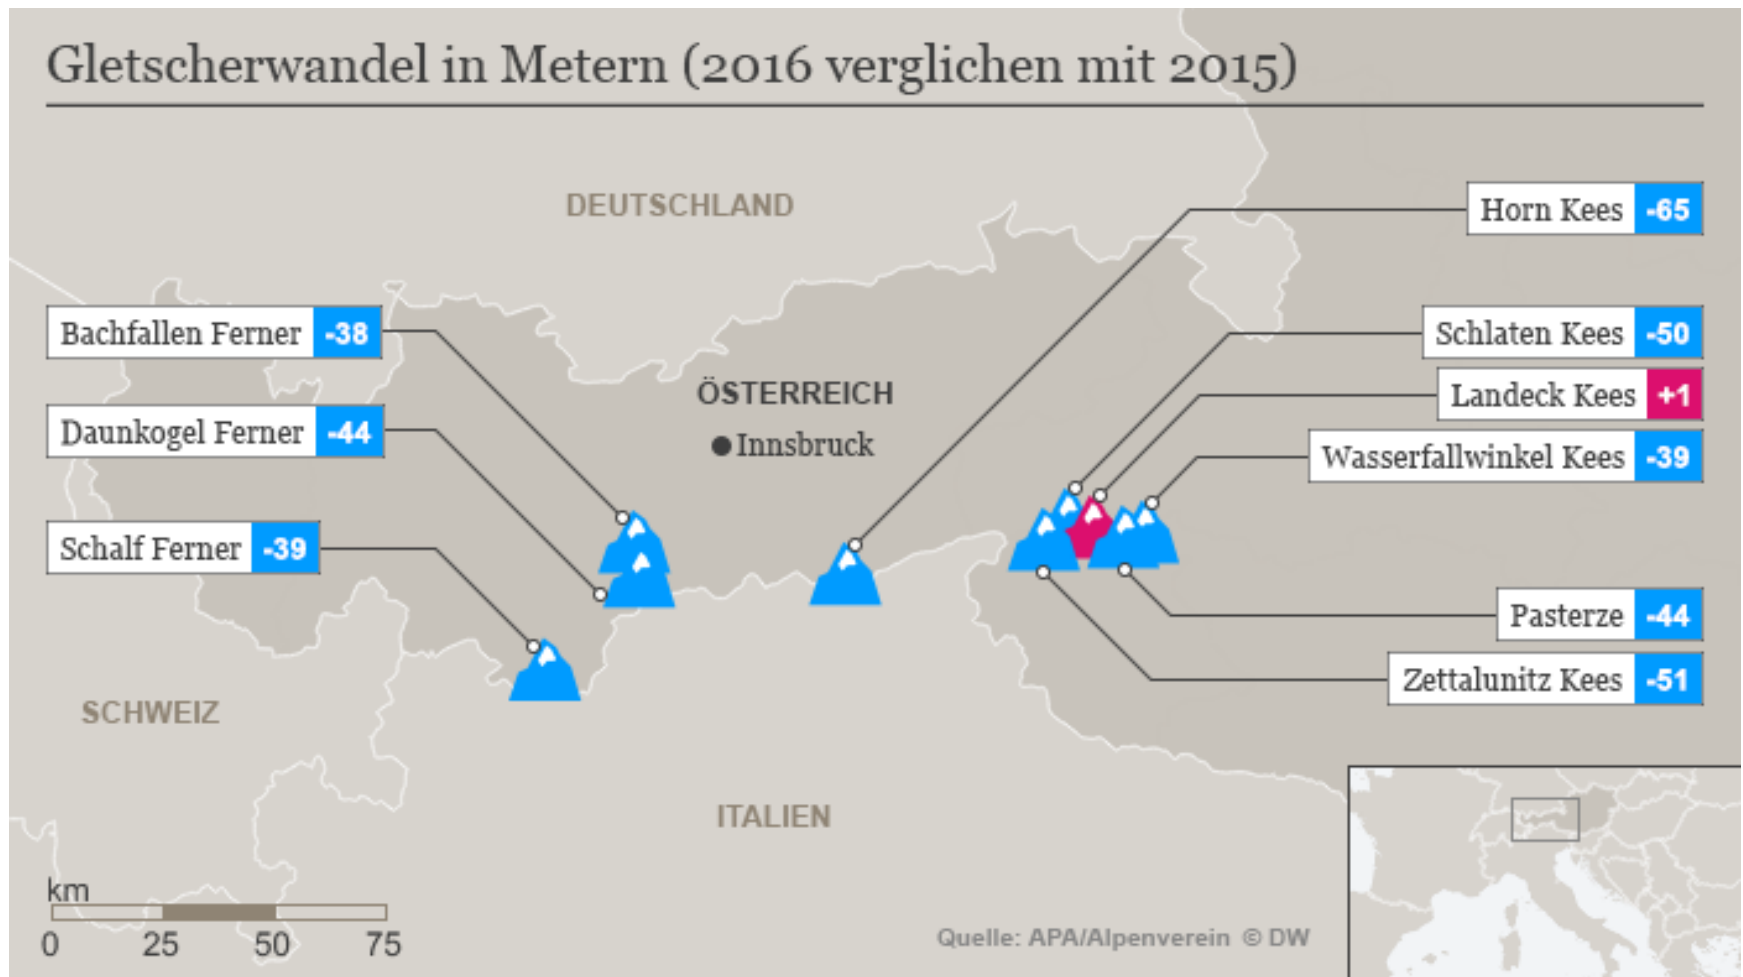 Gletscherwandel in Metern (2016 verglichen mit 2015)
DEUTSCHLAND
Horn Kees -65
Bachfallen Ferner -38
Schlaten Kees -50
ÖSTERREICH
Landeck Kees +1
Daunkogel Ferner -44
Innsbruck
Wasserfallwinkel Kees -39
Schalf Ferner -39
Pasterze -44
Zettalunitz Kees -51
SCHWEIZ
ITALIEN
km
0 25 50 75
Quelle: APA/Alpenverein © DW